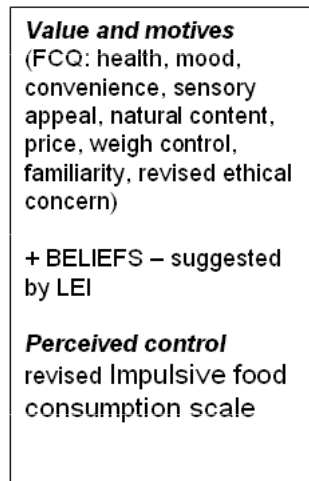 Value and motives
(FCQ: health, mood,
convenience, sensory
appeal, natural content,
price, weigh control,
familiarity, revised ethical
concern)
+ BELIEFS – suggested
by LEI
Perceived control
revised Impulsive food
consumption scale